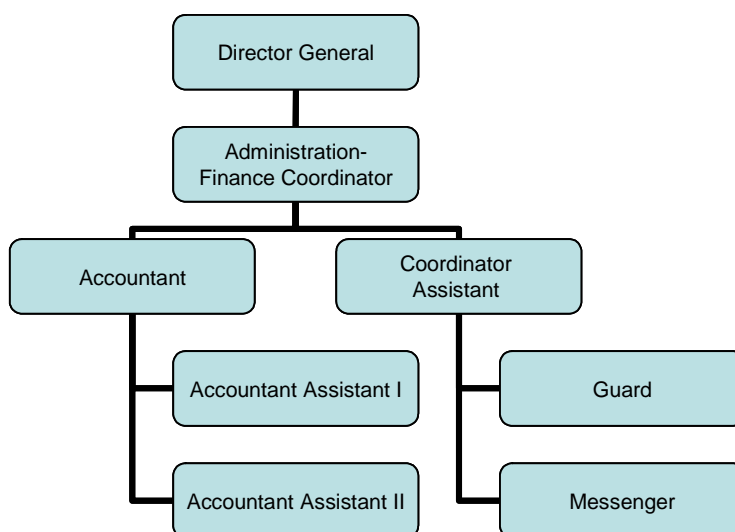 Director General
Administration-
Finance Coordinator
Accountant
Coordinator
Assistant
Accountant Assistant I
Guard
Accountant Assistant II
Messenger